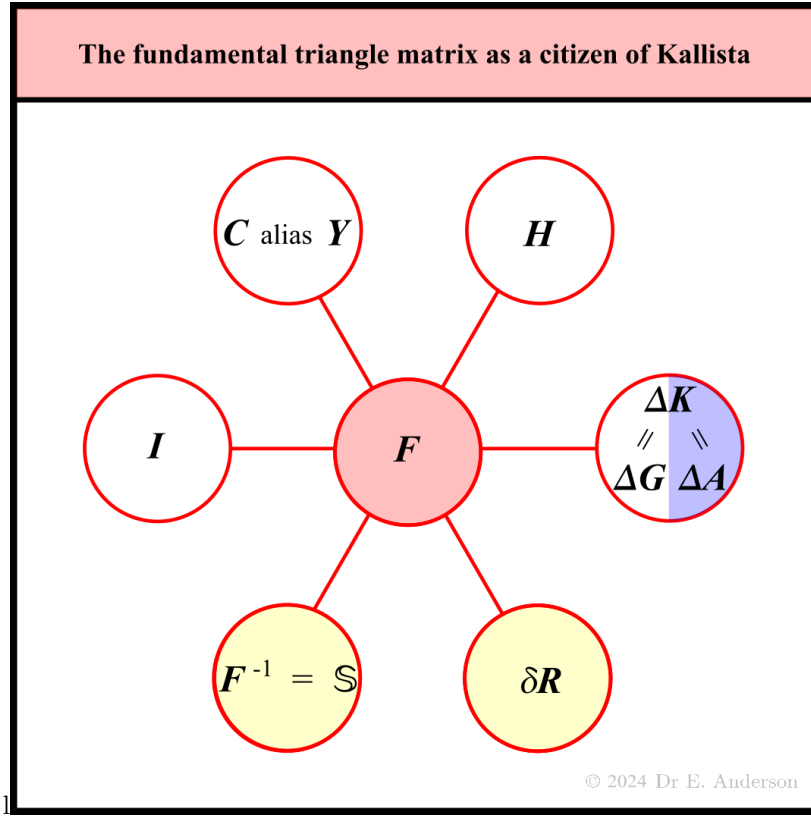 The fundamental triangle matrix as a citizen of Kallista
C alias Y
H
I
F
ΔK
= =
ΔG ΔA
F⁻¹ = 𝕊
δR
© 2024 Dr E. Anderson
l